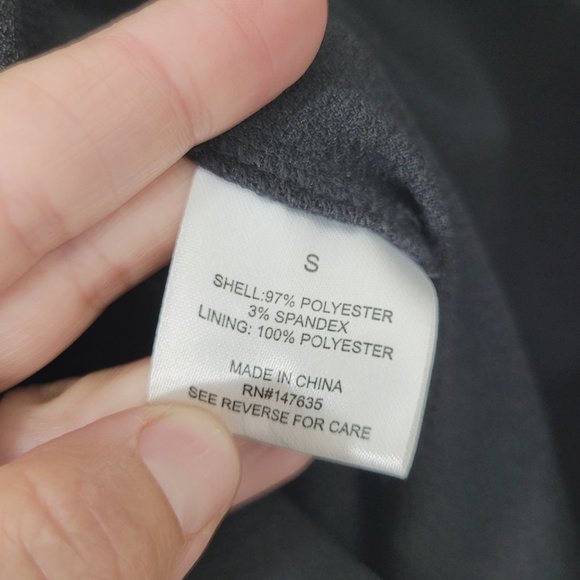 S
SHELL:97% POLYESTER
3% SPANDEX
LINING: 100% POLYESTER
MADE IN CHINA
RN#147635
SEE REVERSE FOR CARE